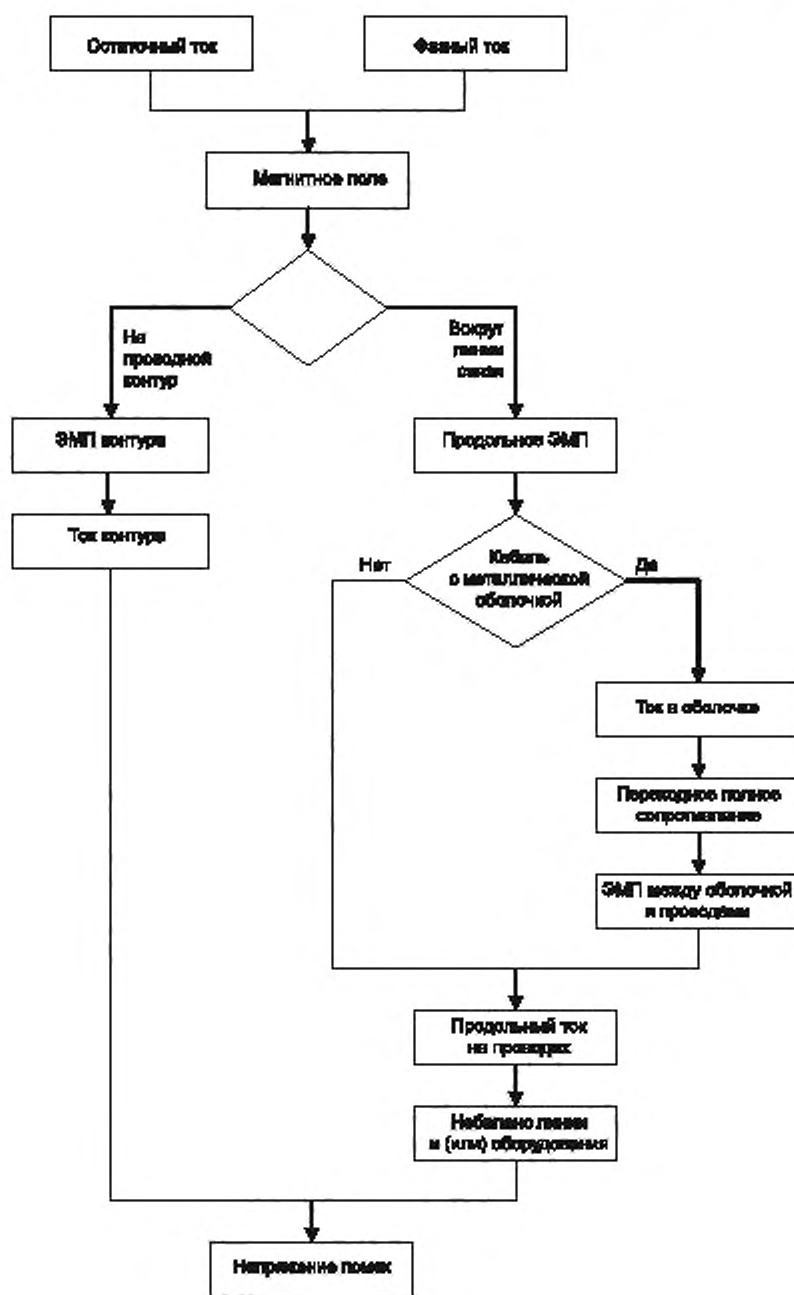 Остаточный ток
Фазный ток
Магнитное поле
На
проводной
контур
Вокруг
линии
связи
ЭМП контура
Продольное ЭМП
Ток контура
Нет
Кабель
с металлической
оболочкой
Да
Ток в оболочке
Переходное полное
сопротивление
ЭМП между оболочкой
и проводами
Продольный ток
на проводах
Небаланс линии
и (или) оборудования
Напряжение помех